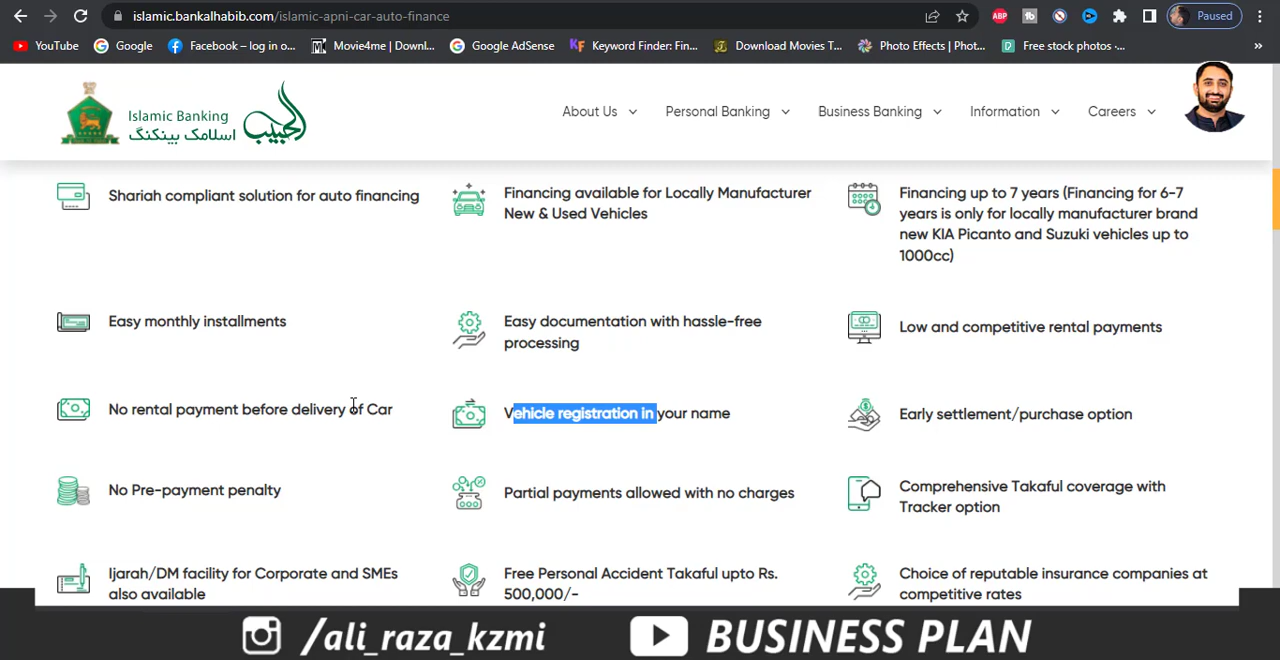 islamic.bankalhabib.com/islamic-apni-car-auto-finance
ABP
Paused
YouTube
Google
Facebook – log in o...
Movie4me | Downl...
Google AdSense
KF
Keyword Finder: Fin...
Download Movies T...
Photo Effects | Phot...
Free stock photos -...
»
Islamic Banking
اسلامک بینکنگ
الحبیب
About Us
Personal Banking
Business Banking
Information
Careers
Shariah compliant solution for auto financing
Financing available for Locally Manufacturer
New & Used Vehicles
Financing up to 7 years (Financing for 6-7
years is only for locally manufacturer brand
new KIA Picanto and Suzuki vehicles up to
1000cc)
Easy monthly installments
Easy documentation with hassle-free
processing
Low and competitive rental payments
No rental payment before delivery of Car
Vehicle registration in your name
Early settlement/purchase option
No Pre-payment penalty
Partial payments allowed with no charges
Comprehensive Takaful coverage with
Tracker option
Ijarah/DM facility for Corporate and SMEs
also available
Free Personal Accident Takaful upto Rs.
500,000/-
Choice of reputable insurance companies at
competitive rates
/ali_raza_kzmi
BUSINESS PLAN